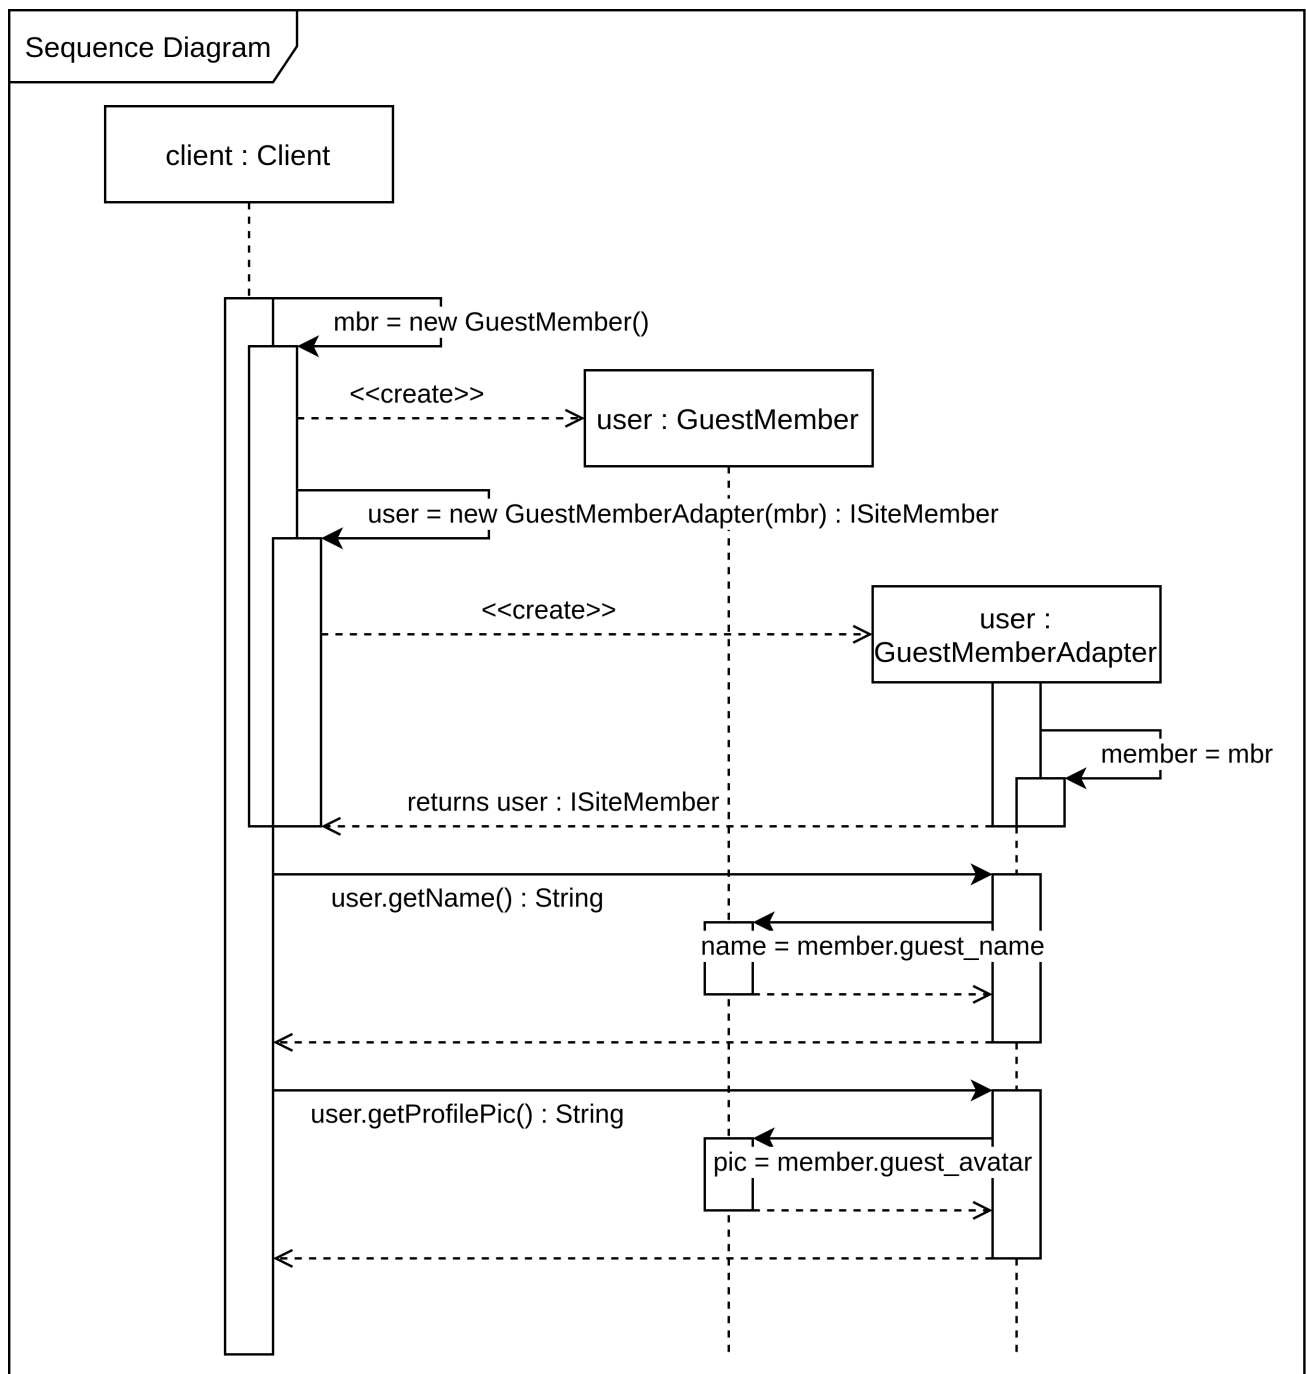 Sequence Diagram
client : Client
mbr = new GuestMember()
<<create>>
user : GuestMember
user = new GuestMemberAdapter(mbr) : ISiteMember
<<create>>
user :
GuestMemberAdapter
member = mbr
returns user : ISiteMember
user.getName() : String
name = member.guest_name
user.getProfilePic() : String
pic = member.guest_avatar